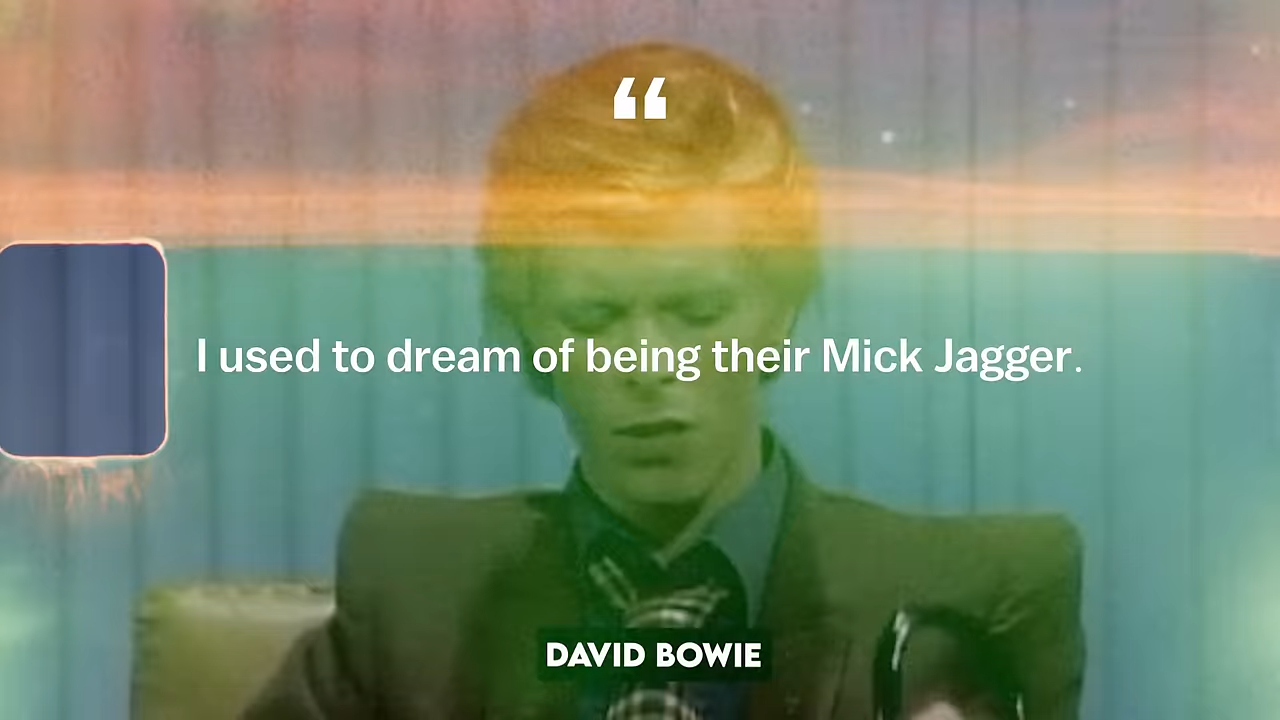 “
I used to dream of being their Mick Jagger.
DAVID BOWIE